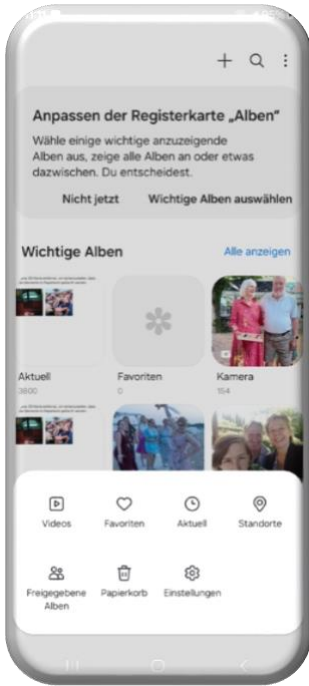 Anpassen der Registerkarte „Alben“
Wähle einige wichtige anzuzeigende
Alben aus, zeige alle Alben an oder etwas
dazwischen. Du entscheidest.
Nicht jetzt
Wichtige Alben auswählen
Wichtige Alben
Alle anzeigen
Aktuell
Favoriten
Kamera
3800
0
154
Videos
Favoriten
Aktuell
Standorte
Freigegebene
Alben
Papierkorb
Einstellungen